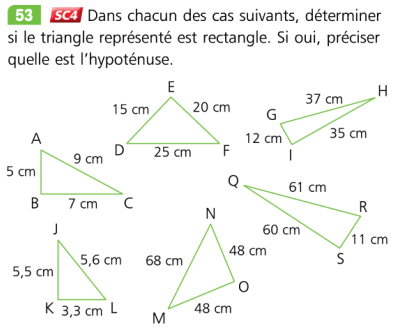 53 SC4 Dans chacun des cas suivants, déterminer
si le triangle représenté est rectangle. Si oui, préciser
quelle est l'hypoténuse.
E
15 cm 20 cm
D 25 cm F
37 cm H
G
12 cm 35 cm
I
A
9 cm
5 cm
B 7 cm C
Q 61 cm
R
60 cm
11 cm
S
J
5,6 cm
5,5 cm
K 3,3 cm L
N
68 cm 48 cm
O
48 cm
M